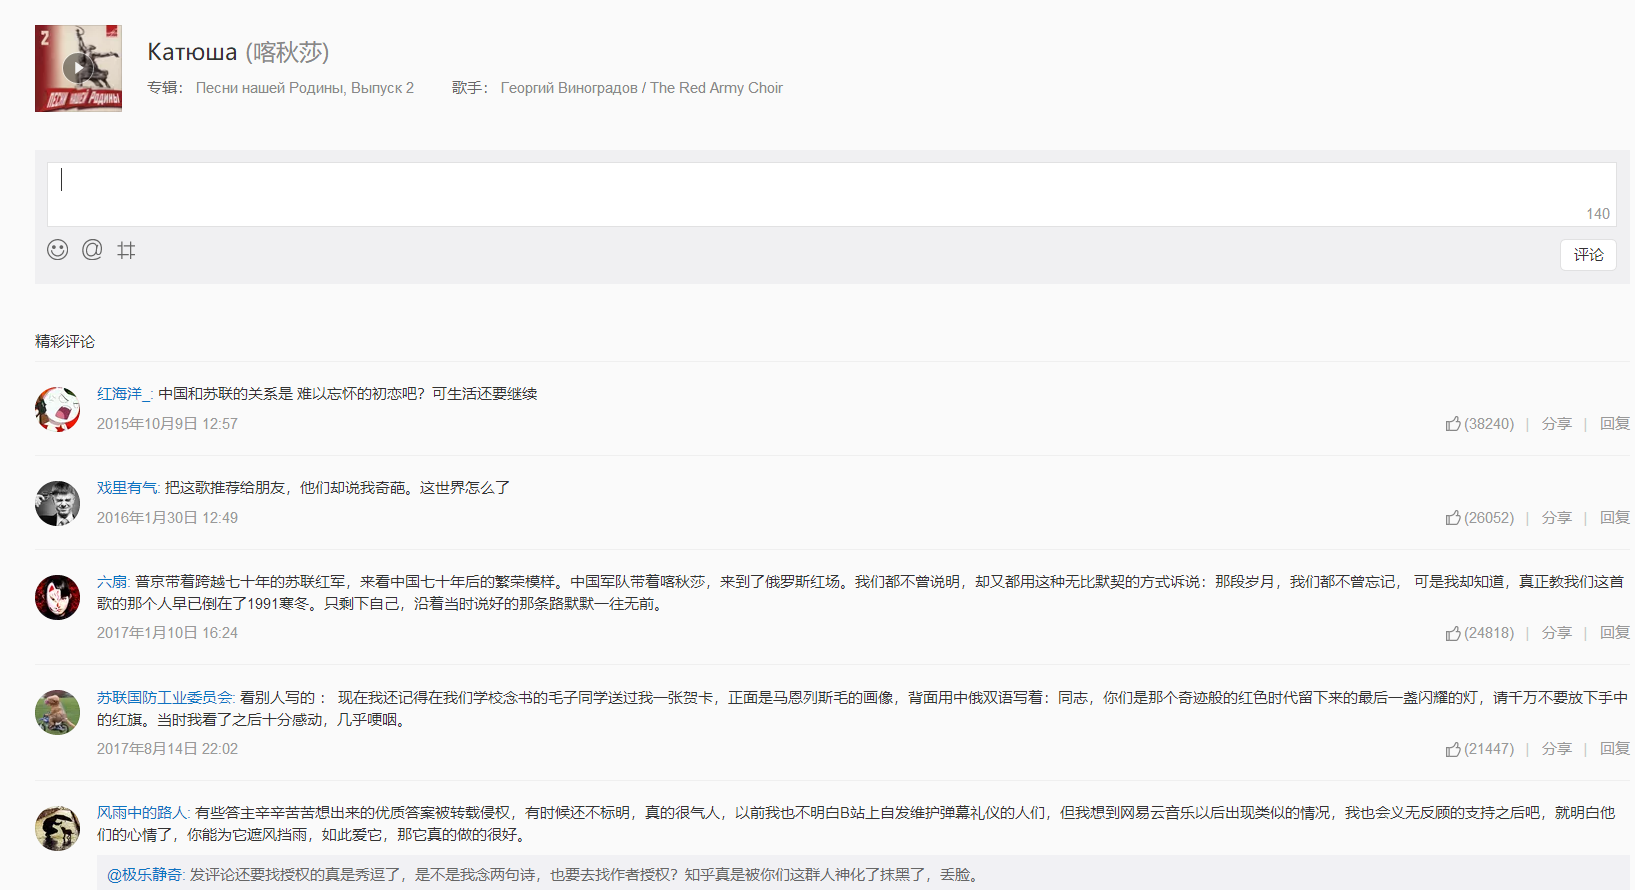 2
ПЕСНИ НАШЕЙ РОДИНЫ
Катюша (喀秋莎)
专辑： Песни нашей Родины, Выпуск 2 歌手： Георгий Виноградов / The Red Army Choir
140
评论
精彩评论
红海洋_: 中国和苏联的关系是 难以忘怀的初恋吧？可生活还要继续
2015年10月9日 12:57 (38240) | 分享 | 回复
戏里有气: 把这歌推荐给朋友，他们却说我奇葩。这世界怎么了
2016年1月30日 12:49 (26052) | 分享 | 回复
六扇: 普京带着跨越七十年的苏联红军，来看中国七十年后的繁荣模样。中国军队带着喀秋莎，来到了俄罗斯红场。我们都不曾说明，却又都用这种无比默契的方式诉说：那段岁月，我们都不曾忘记， 可是我却知道，真正教我们这首
歌的那个人早已倒在了1991寒冬。只剩下自己，沿着当时说好的那条路默默一往无前。
2017年1月10日 16:24 (24818) | 分享 | 回复
苏联国防工业委员会: 看别人写的 ： 现在我还记得在我们学校念书的毛子同学送过我一张贺卡，正面是马恩列斯毛的画像，背面用中俄双语写着：同志，你们是那个奇迹般的红色时代留下来的最后一盏闪耀的灯，请千万不要放下手中
的红旗。当时我看了之后十分感动，几乎哽咽。
2017年8月14日 22:02 (21447) | 分享 | 回复
风雨中的路人: 有些答主辛辛苦苦想出来的优质答案被转载侵权，有时候还不标明，真的很气人，以前我也不明白B站上自发维护弹幕礼仪的人们，但我想到网易云音乐以后出现类似的情况，我也会义无反顾的支持之后吧，就明白他
们的心情了，你能为它遮风挡雨，如此爱它，那它真的做的很好。
@极乐静奇: 发评论还要找授权的真是秀逗了，是不是我念两句诗，也要去找作者授权？知乎真是被你们这群人神化了抹黑了，丢脸。